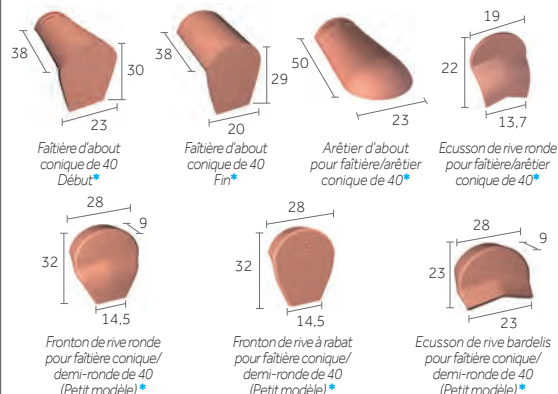 38
30
23
Faîtière d'about
conique de 40
Début*
38
29
20
Faîtière d'about
conique de 40
Fin*
50
23
Arêtier d'about
pour faîtière/arêtier
conique de 40*
19
22
13,7
Ecusson de rive ronde
pour faîtière/arêtier
conique de 40*
28
9
32
14,5
Fronton de rive ronde
pour faîtière conique/
demi-ronde de 40
(Petit modèle)*
28
32
14,5
Fronton de rive à rabat
pour faîtière conique/
demi-ronde de 40
(Petit modèle)*
28
9
23
23
Ecusson de rive bardelis
pour faîtière conique/
demi-ronde de 40
(Petit modèle)*